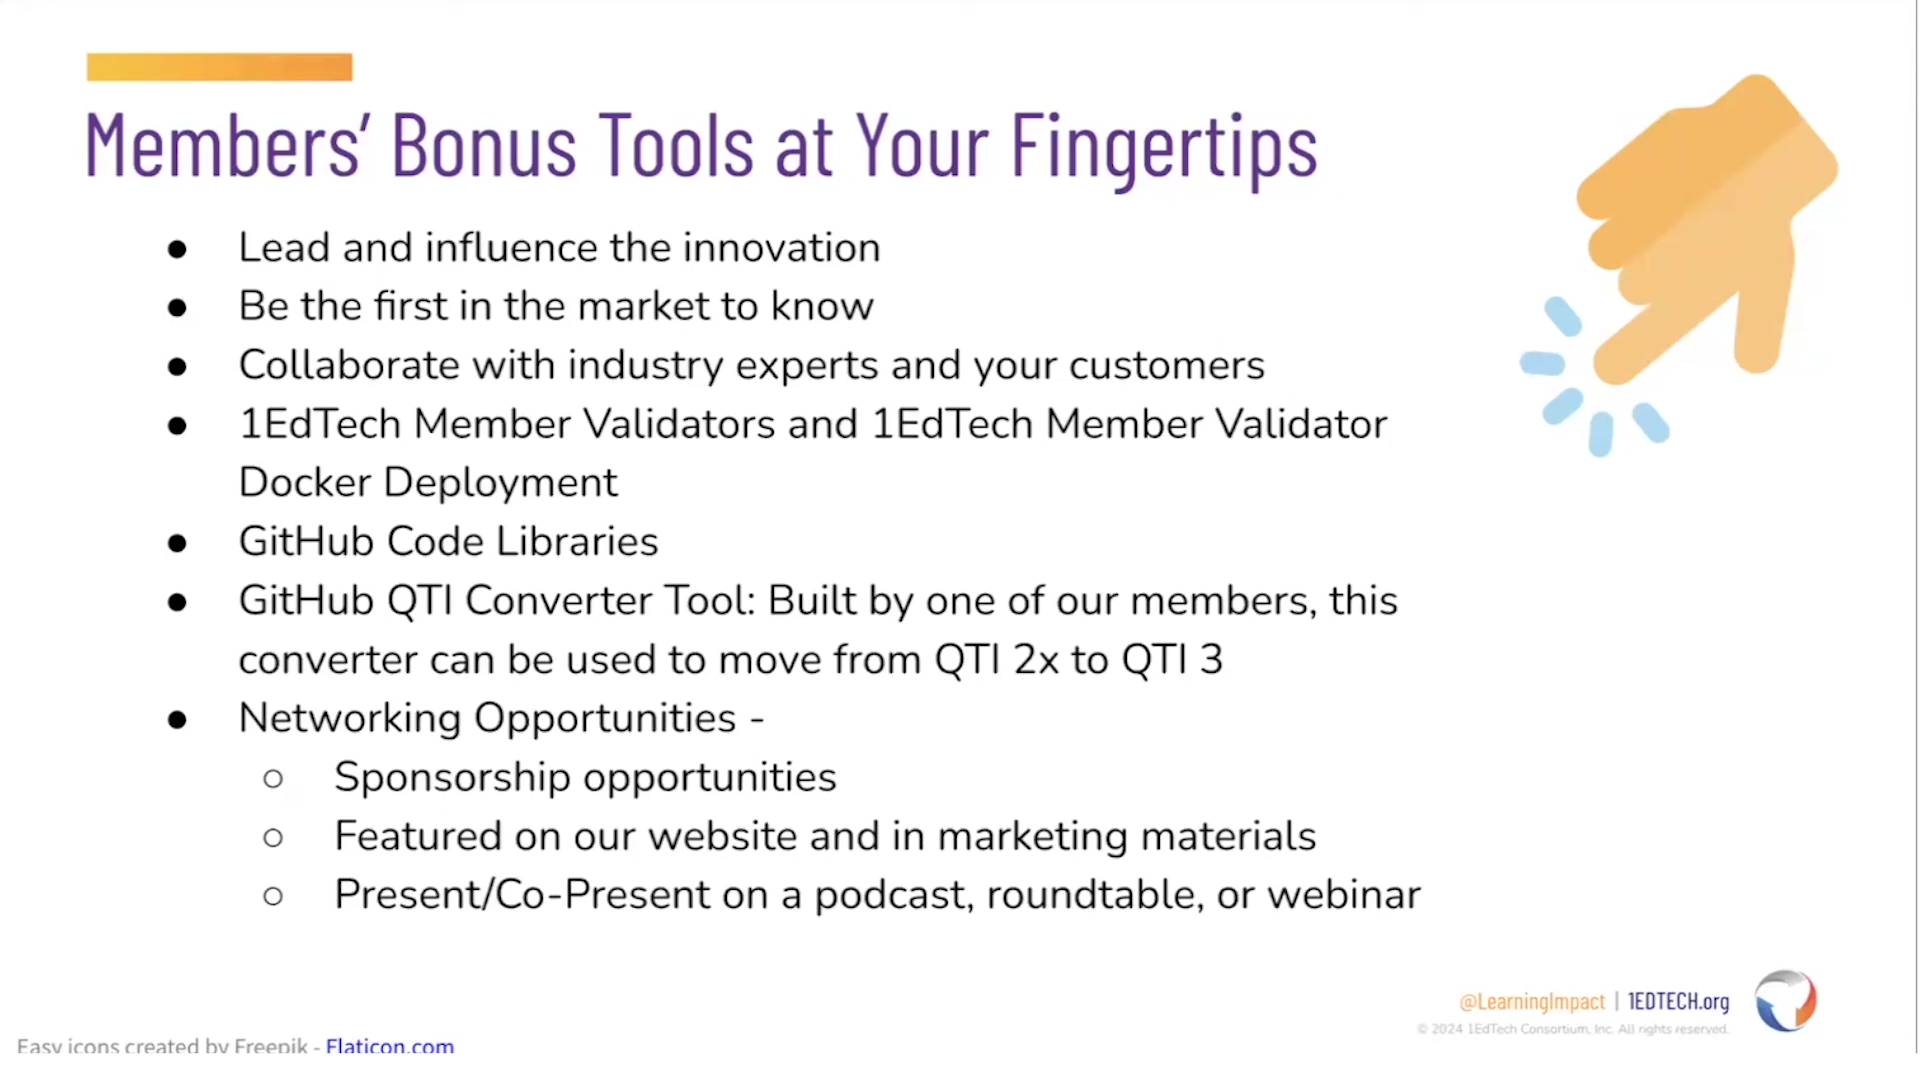 Members’ Bonus Tools at Your Fingertips
● Lead and influence the innovation
● Be the first in the market to know
● Collaborate with industry experts and your customers
● 1EdTech Member Validators and 1EdTech Member Validator
Docker Deployment
● GitHub Code Libraries
● GitHub QTI Converter Tool: Built by one of our members, this
converter can be used to move from QTI 2x to QTI 3
● Networking Opportunities -
○ Sponsorship opportunities
○ Featured on our website and in marketing materials
○ Present/Co-Present on a podcast, roundtable, or webinar
@LearningImpact | 1EDTECH.org
© 2024 1EdTech Consortium, Inc. All rights reserved.
Easy icons created by Freepik - Flaticon.com